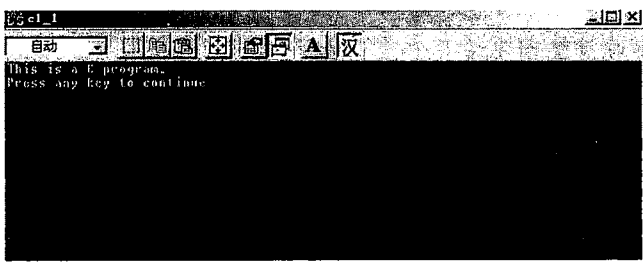 c1_1
自动 A 汉
This is a C program.
Press any key to continue